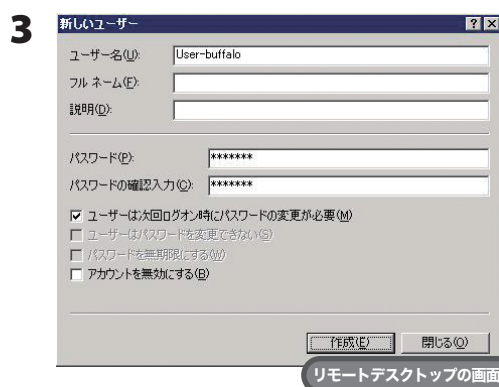 3
新しいユーザー
ユーザー名(U): User-buffalo
フル ネーム(F):
説明(D):
パスワード(P): *******
パスワードの確認入力(C): *******
ユーザーは次回ログオン時にパスワードの変更が必要(M)
ユーザーはパスワードを変更できない(S)
パスワードを無期限にする(W)
アカウントを無効にする(B)
作成(E) 閉じる(O)
リモートデスクトップの画面